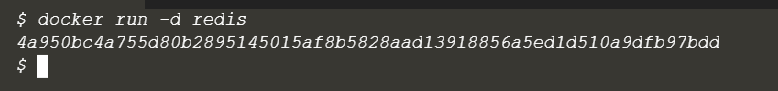 $ docker run -d redis
4a950bc4a755d80b2895145015af8b5828aad13918856a5ed1d510a9dfb97bdd
$